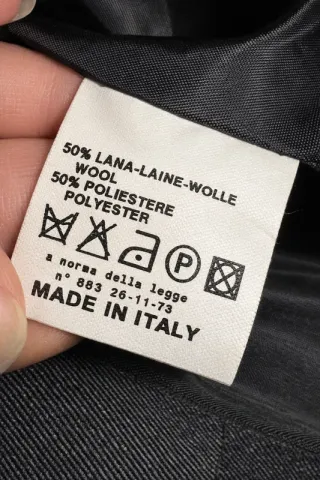 50% LANA-LAINE-WOLLE
WOOL
50% POLIESTERE
POLYESTER
P
a norma della legge
n° 883 26-11-73
MADE IN ITALY